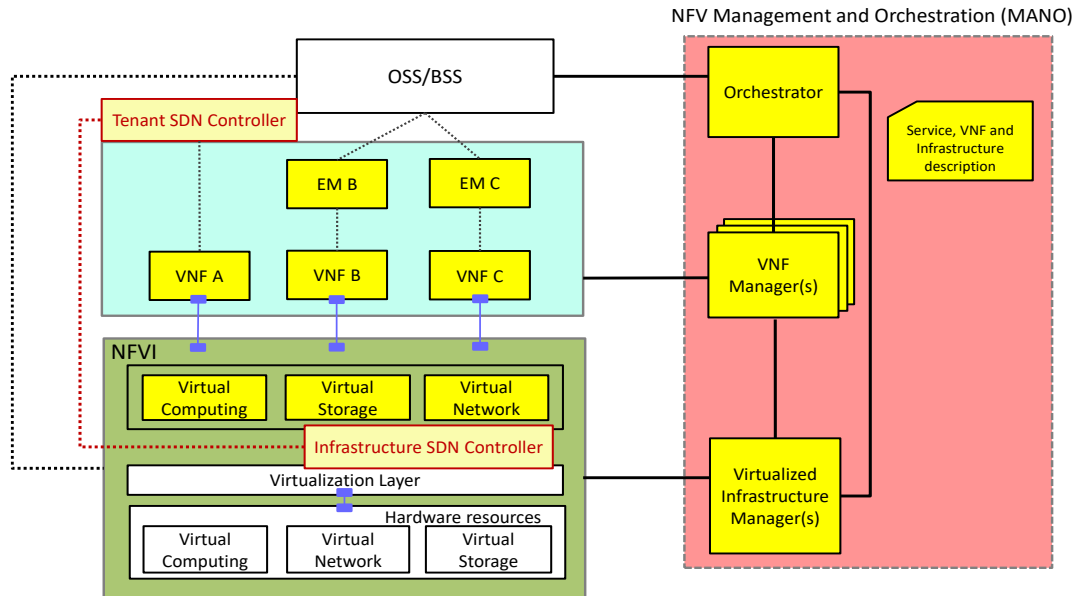 NFV Management and Orchestration (MANO)
OSS/BSS
Orchestrator
Tenant SDN Controller
Service, VNF and
Infrastructure
description
EM B
EM C
VNF A
VNF B
VNF C
VNF
Manager(s)
NFVI
Virtual
Computing
Virtual
Storage
Virtual
Network
Infrastructure SDN Controller
Virtualization Layer
Virtualized
Infrastructure
Manager(s)
Hardware resources
Virtual
Computing
Virtual
Network
Virtual
Storage